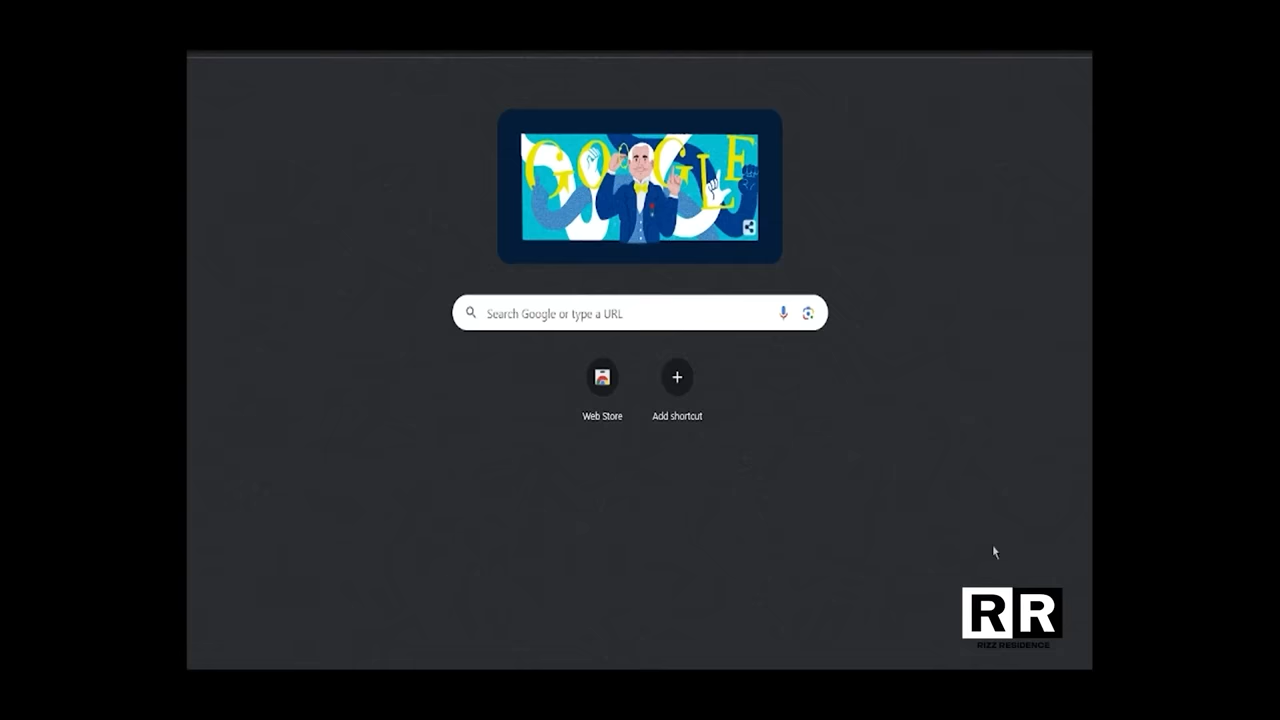 GOOGLE
Search Google or type a URL
Web Store
Add shortcut
RR
RIZZ RESIDENCE